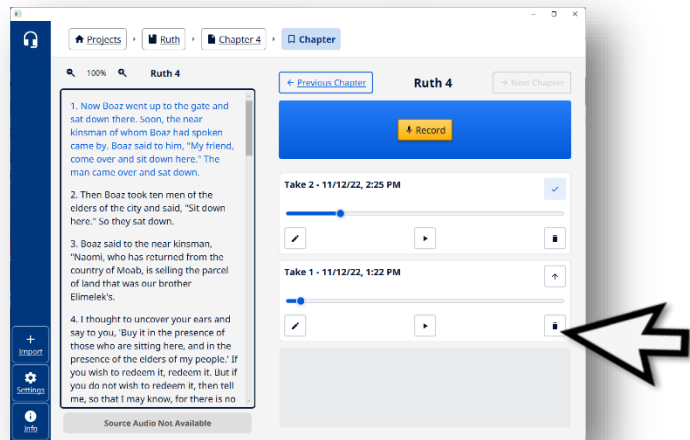 Projects
Ruth
Chapter 4
Chapter
100%
Ruth 4
1. Now Boaz went up to the gate and
sat down there. Soon, the near
kinsman of whom Boaz had spoken
came by. Boaz said to him, "My friend,
come over and sit down here." The
man came over and sat down.
2. Then Boaz took ten men of the
elders of the city and said, "Sit down
here." So they sat down.
3. Boaz said to the near kinsman,
"Naomi, who has returned from the
country of Moab, is selling the parcel
of land that was our brother
Elimelek's.
4. I thought to uncover your ears and
say to you, 'Buy it in the presence of
those who are sitting here, and in the
presence of the elders of my people.' If
you wish to redeem it, redeem it. But if
you do not wish to redeem it, then tell
me, so that I may know, for there is no
Source Audio Not Available
← Previous Chapter
Ruth 4
→ Next Chapter
Record
Take 2 - 11/12/22, 2:25 PM
Take 1 - 11/12/22, 1:22 PM
Import
Settings
Info